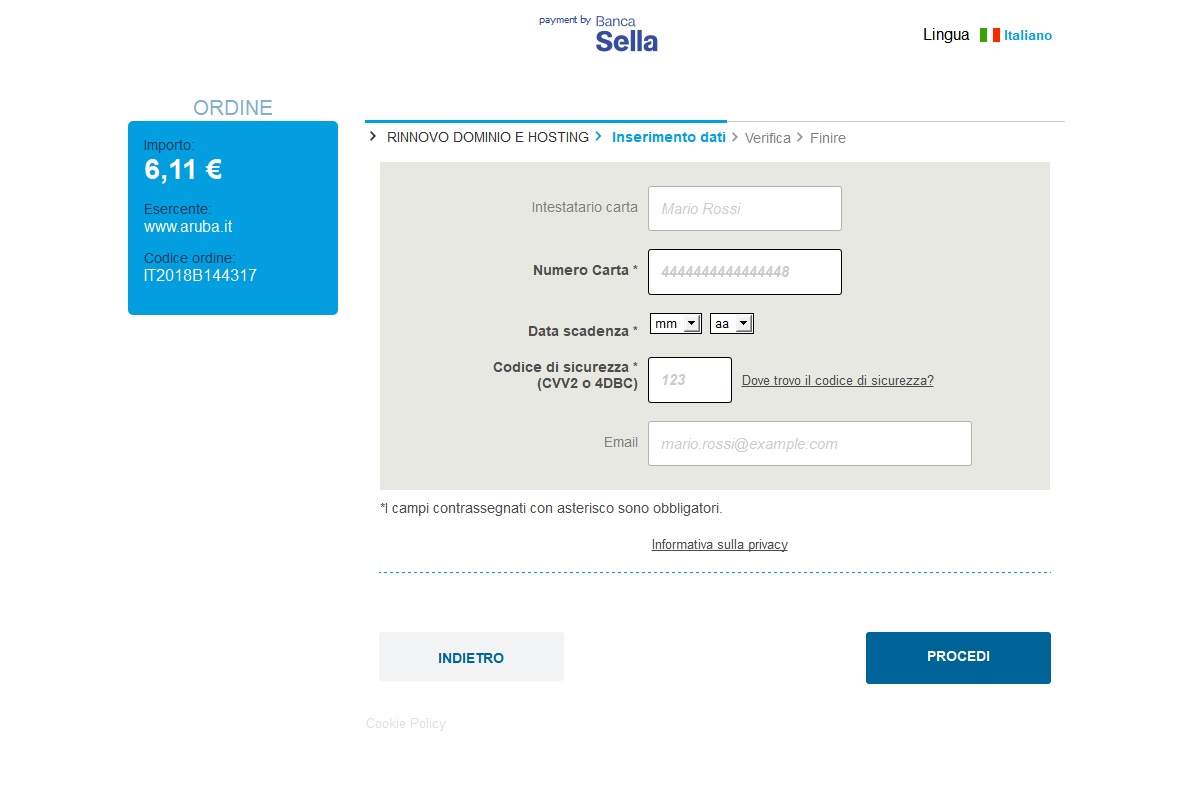 payment by Banca
Sella
Lingua Italiano
ORDINE
Importo:
6,11 €
Esercente:
www.aruba.it
Codice ordine:
IT2018B144317
RINNOVO DOMINIO E HOSTING Inserimento dati Verifica Finire
Intestatario carta Mario Rossi
Numero Carta * 4444444444444448
Data scadenza * mm aa
Codice di sicurezza *
(CVV2 o 4DBC) 123 Dove trovo il codice di sicurezza?
Email mario.rossi@example.com
*I campi contrassegnati con asterisco sono obbligatori.
Informativa sulla privacy
INDIETRO PROCEDI
Cookie Policy